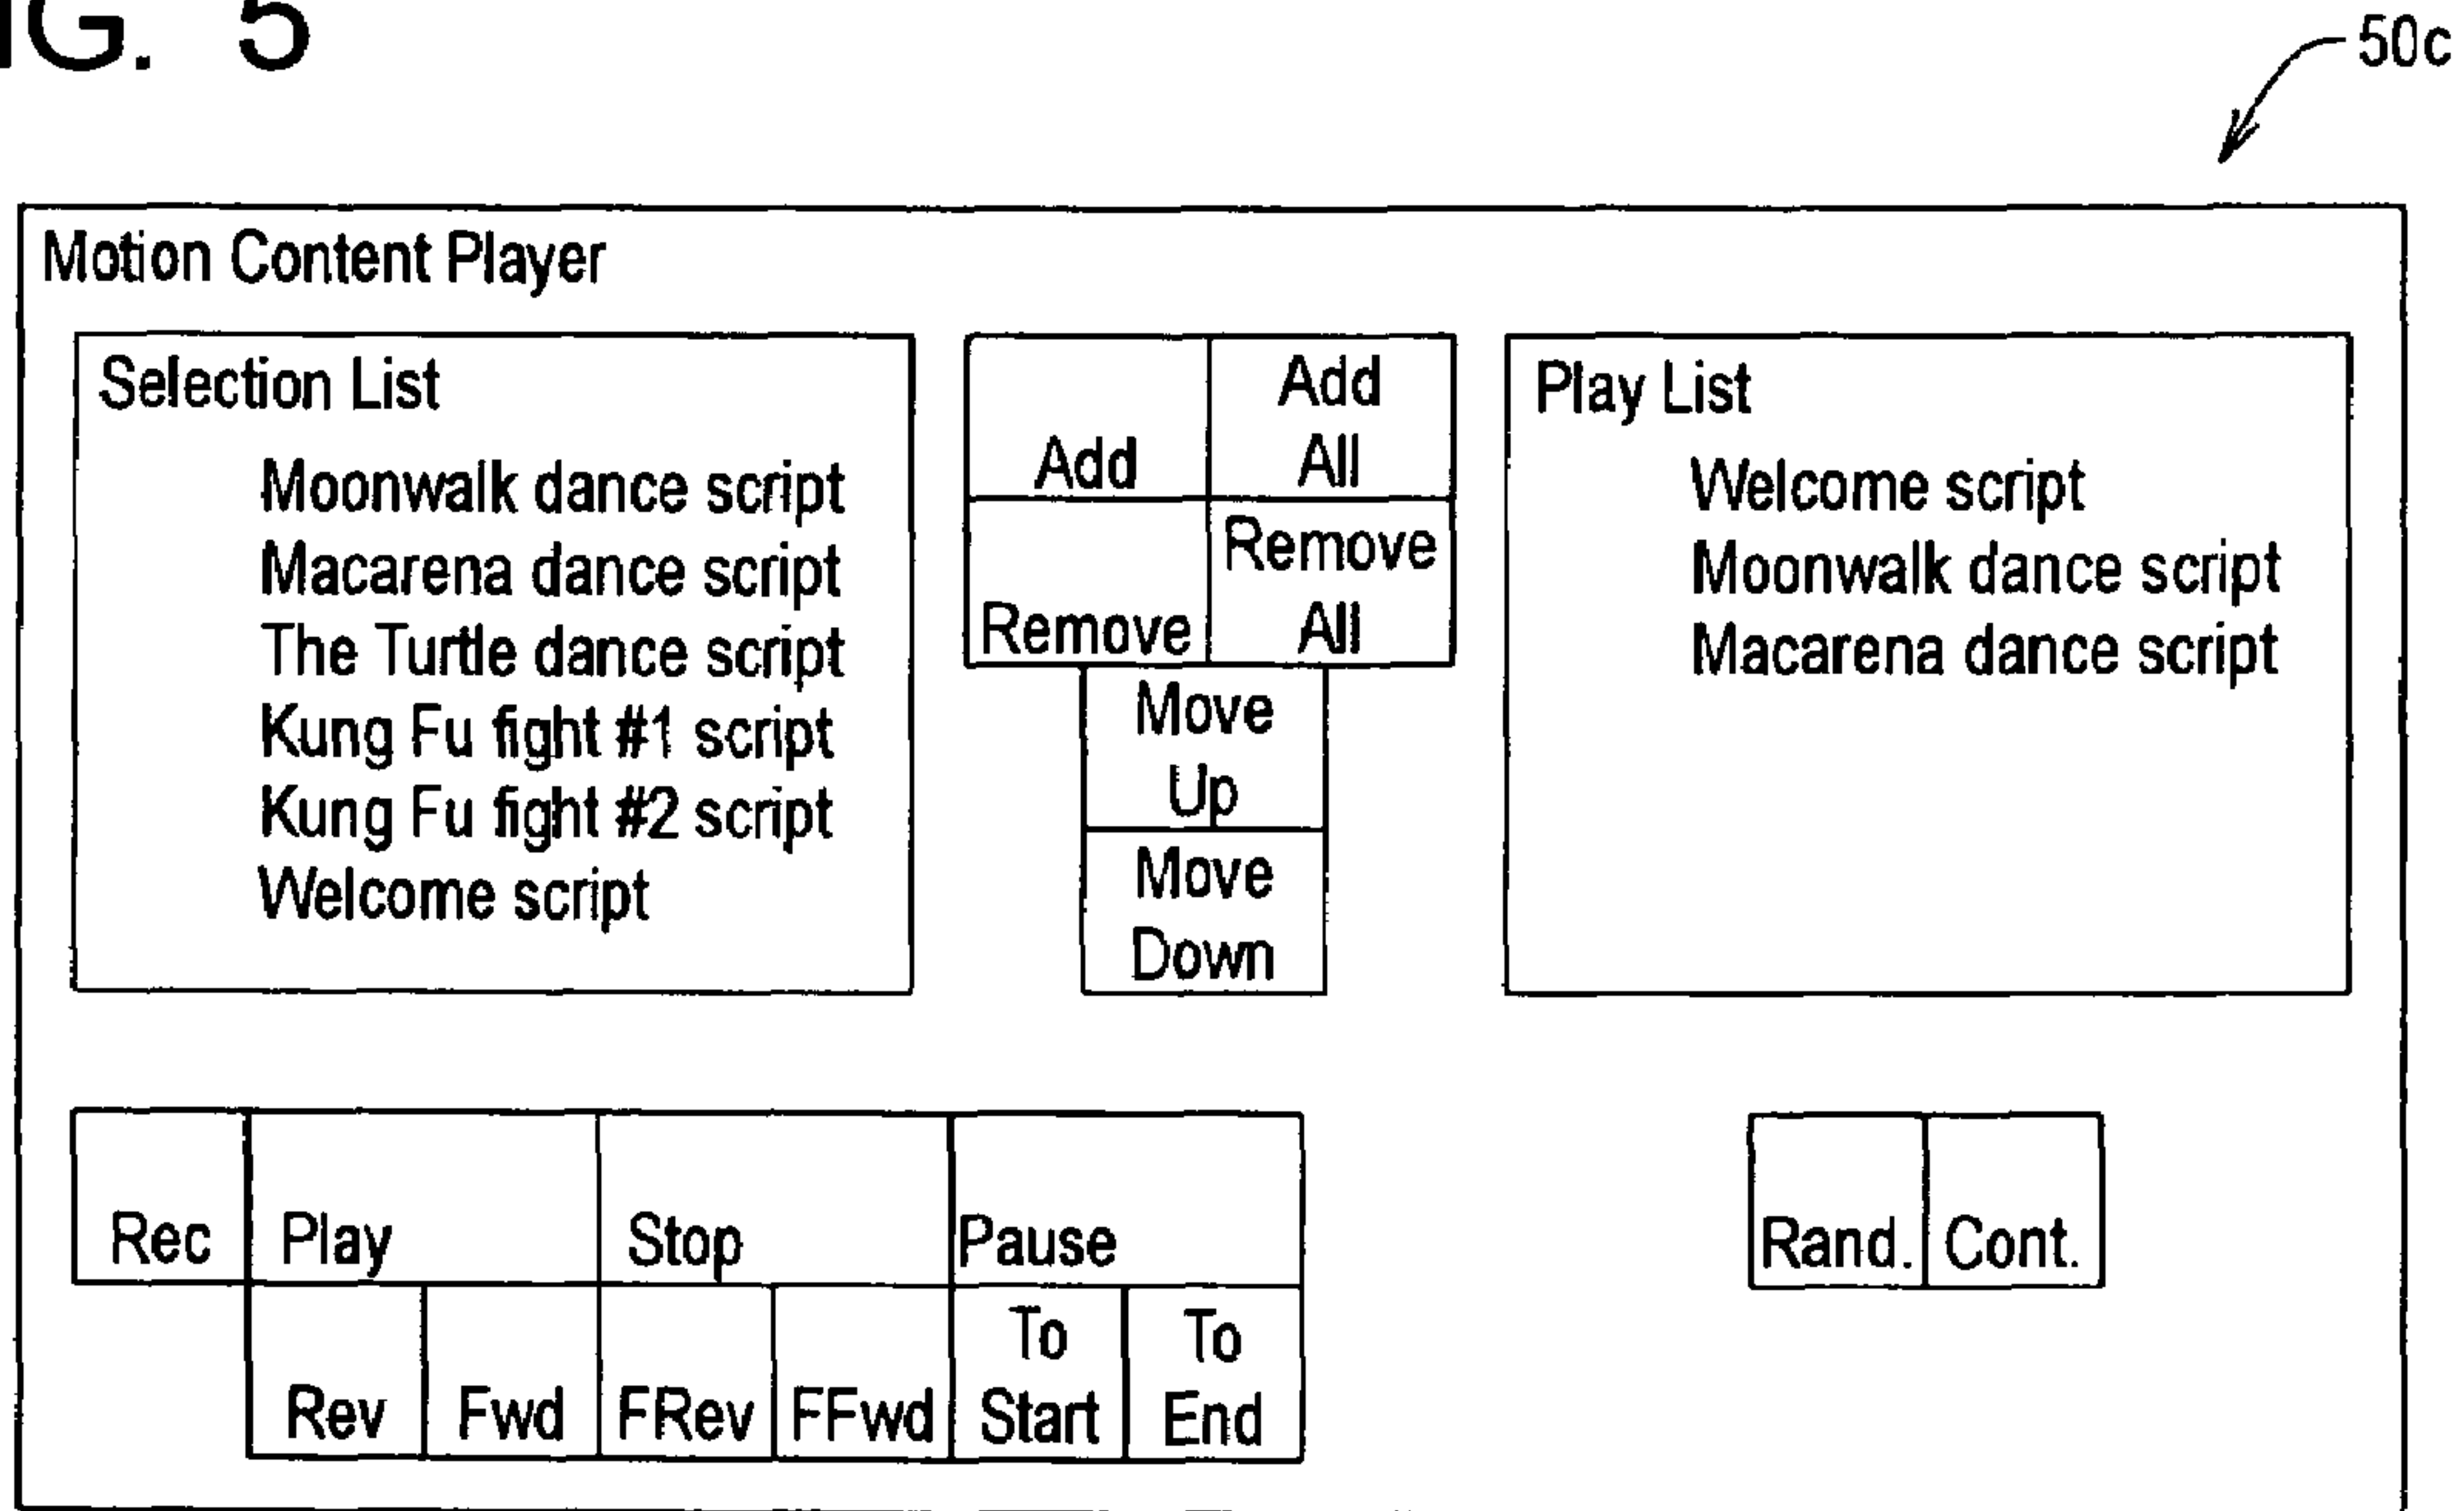 IG. 5
50c
Motion Content Player
Selection List
Moonwalk dance script
Macarena dance script
The Turtle dance script
Kung Fu fight #1 script
Kung Fu fight #2 script
Welcome script
Add
Add
All
Remove
Remove
All
Move
Up
Move
Down
Play List
Welcome script
Moonwalk dance script
Macarena dance script
Rec
Play
Stop
Pause
Rev
Fwd
FRev
FFwd
To
Start
To
End
Rand.
Cont.